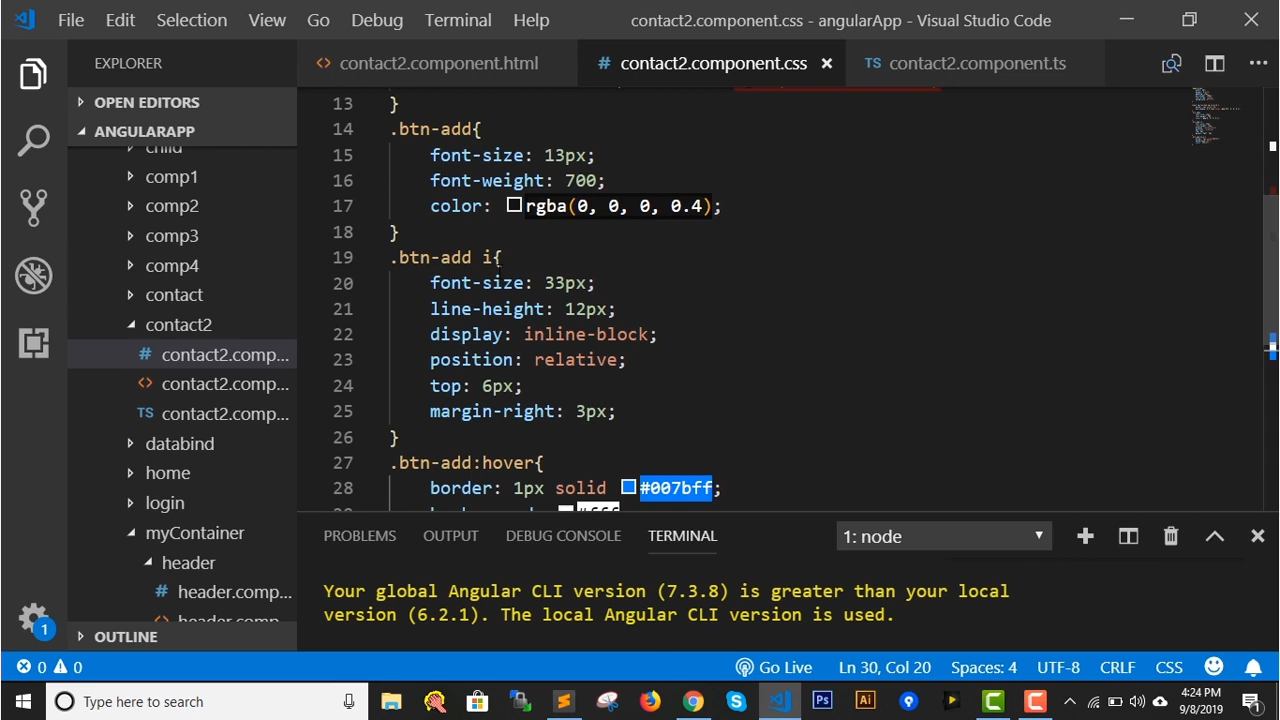 File Edit Selection View Go Debug Terminal Help contact2.component.css - angularApp - Visual Studio Code
EXPLORER
contact2.component.html
contact2.component.css
contact2.component.ts
OPEN EDITORS
ANGULARAPP
child
comp1
comp2
comp3
comp4
contact
contact2
contact2.comp...
contact2.comp...
contact2.comp...
databind
home
login
myContainer
header
header.comp...
header.comp...
OUTLINE
13 }
14 .btn-add{
15 font-size: 13px;
16 font-weight: 700;
17 color: rgba(0, 0, 0, 0.4);
18 }
19 .btn-add i{
20 font-size: 33px;
21 line-height: 12px;
22 display: inline-block;
23 position: relative;
24 top: 6px;
25 margin-right: 3px;
26 }
27 .btn-add:hover{
28 border: 1px solid #007bff;
PROBLEMS OUTPUT DEBUG CONSOLE TERMINAL 1: node
Your global Angular CLI version (7.3.8) is greater than your local
version (6.2.1). The local Angular CLI version is used.
1
0 0 Go Live Ln 30, Col 20 Spaces: 4 UTF-8 CRLF CSS
Type here to search
4:24 PM
9/8/2019